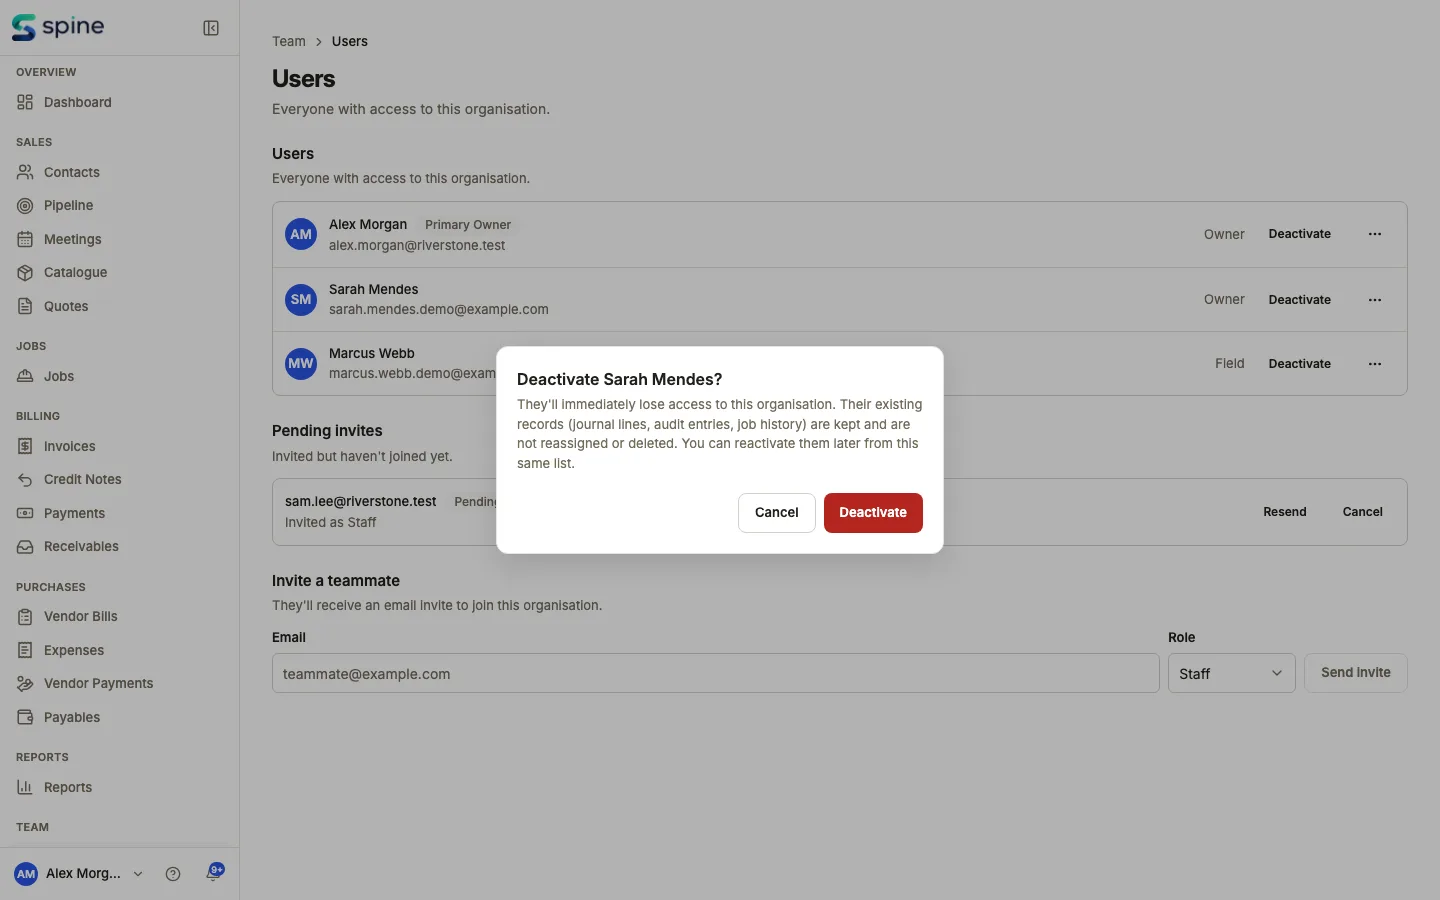 spine
OVERVIEW
Dashboard
SALES
Contacts
Pipeline
Meetings
Catalogue
Quotes
JOBS
Jobs
BILLING
Invoices
Credit Notes
Payments
Receivables
PURCHASES
Vendor Bills
Expenses
Vendor Payments
Payables
REPORTS
Reports
TEAM
AM Alex Morg... 9+
Team > Users
Users
Everyone with access to this organisation.
Users
Everyone with access to this organisation.
AM Alex Morgan Primary Owner
alex.morgan@riverstone.test
Owner Deactivate ...
SM Sarah Mendes
sarah.mendes.demo@example.com
Owner Deactivate ...
MW Marcus Webb
marcus.webb.demo@exam
Field Deactivate ...
Pending invites
Invited but haven't joined yet.
sam.lee@riverstone.test Pending
Invited as Staff
Resend Cancel
Invite a teammate
They'll receive an email invite to join this organisation.
Email
teammate@example.com
Role
Staff
Send invite
Deactivate Sarah Mendes?
They'll immediately lose access to this organisation. Their existing
records (journal lines, audit entries, job history) are kept and are
not reassigned or deleted. You can reactivate them later from this
same list.
Cancel Deactivate